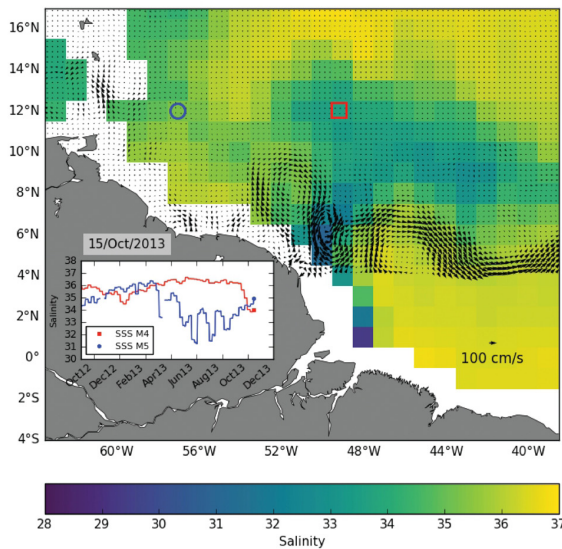 16°N
14°N
12°N
10°N
8°N
6°N
4°N
2°N
0°
2°S
4°S
15/Oct/2013
38
37
36
35
34
33
32
31
30
Salinity
SSS M4
SSS M5
Oct12
Dec12
Feb13
Apr13
Jun13
Aug13
Oct13
Dec13
100 cm/s
60°W 56°W 52°W 48°W 44°W 40°W
28 29 30 31 32 33 34 35 36 37
Salinity